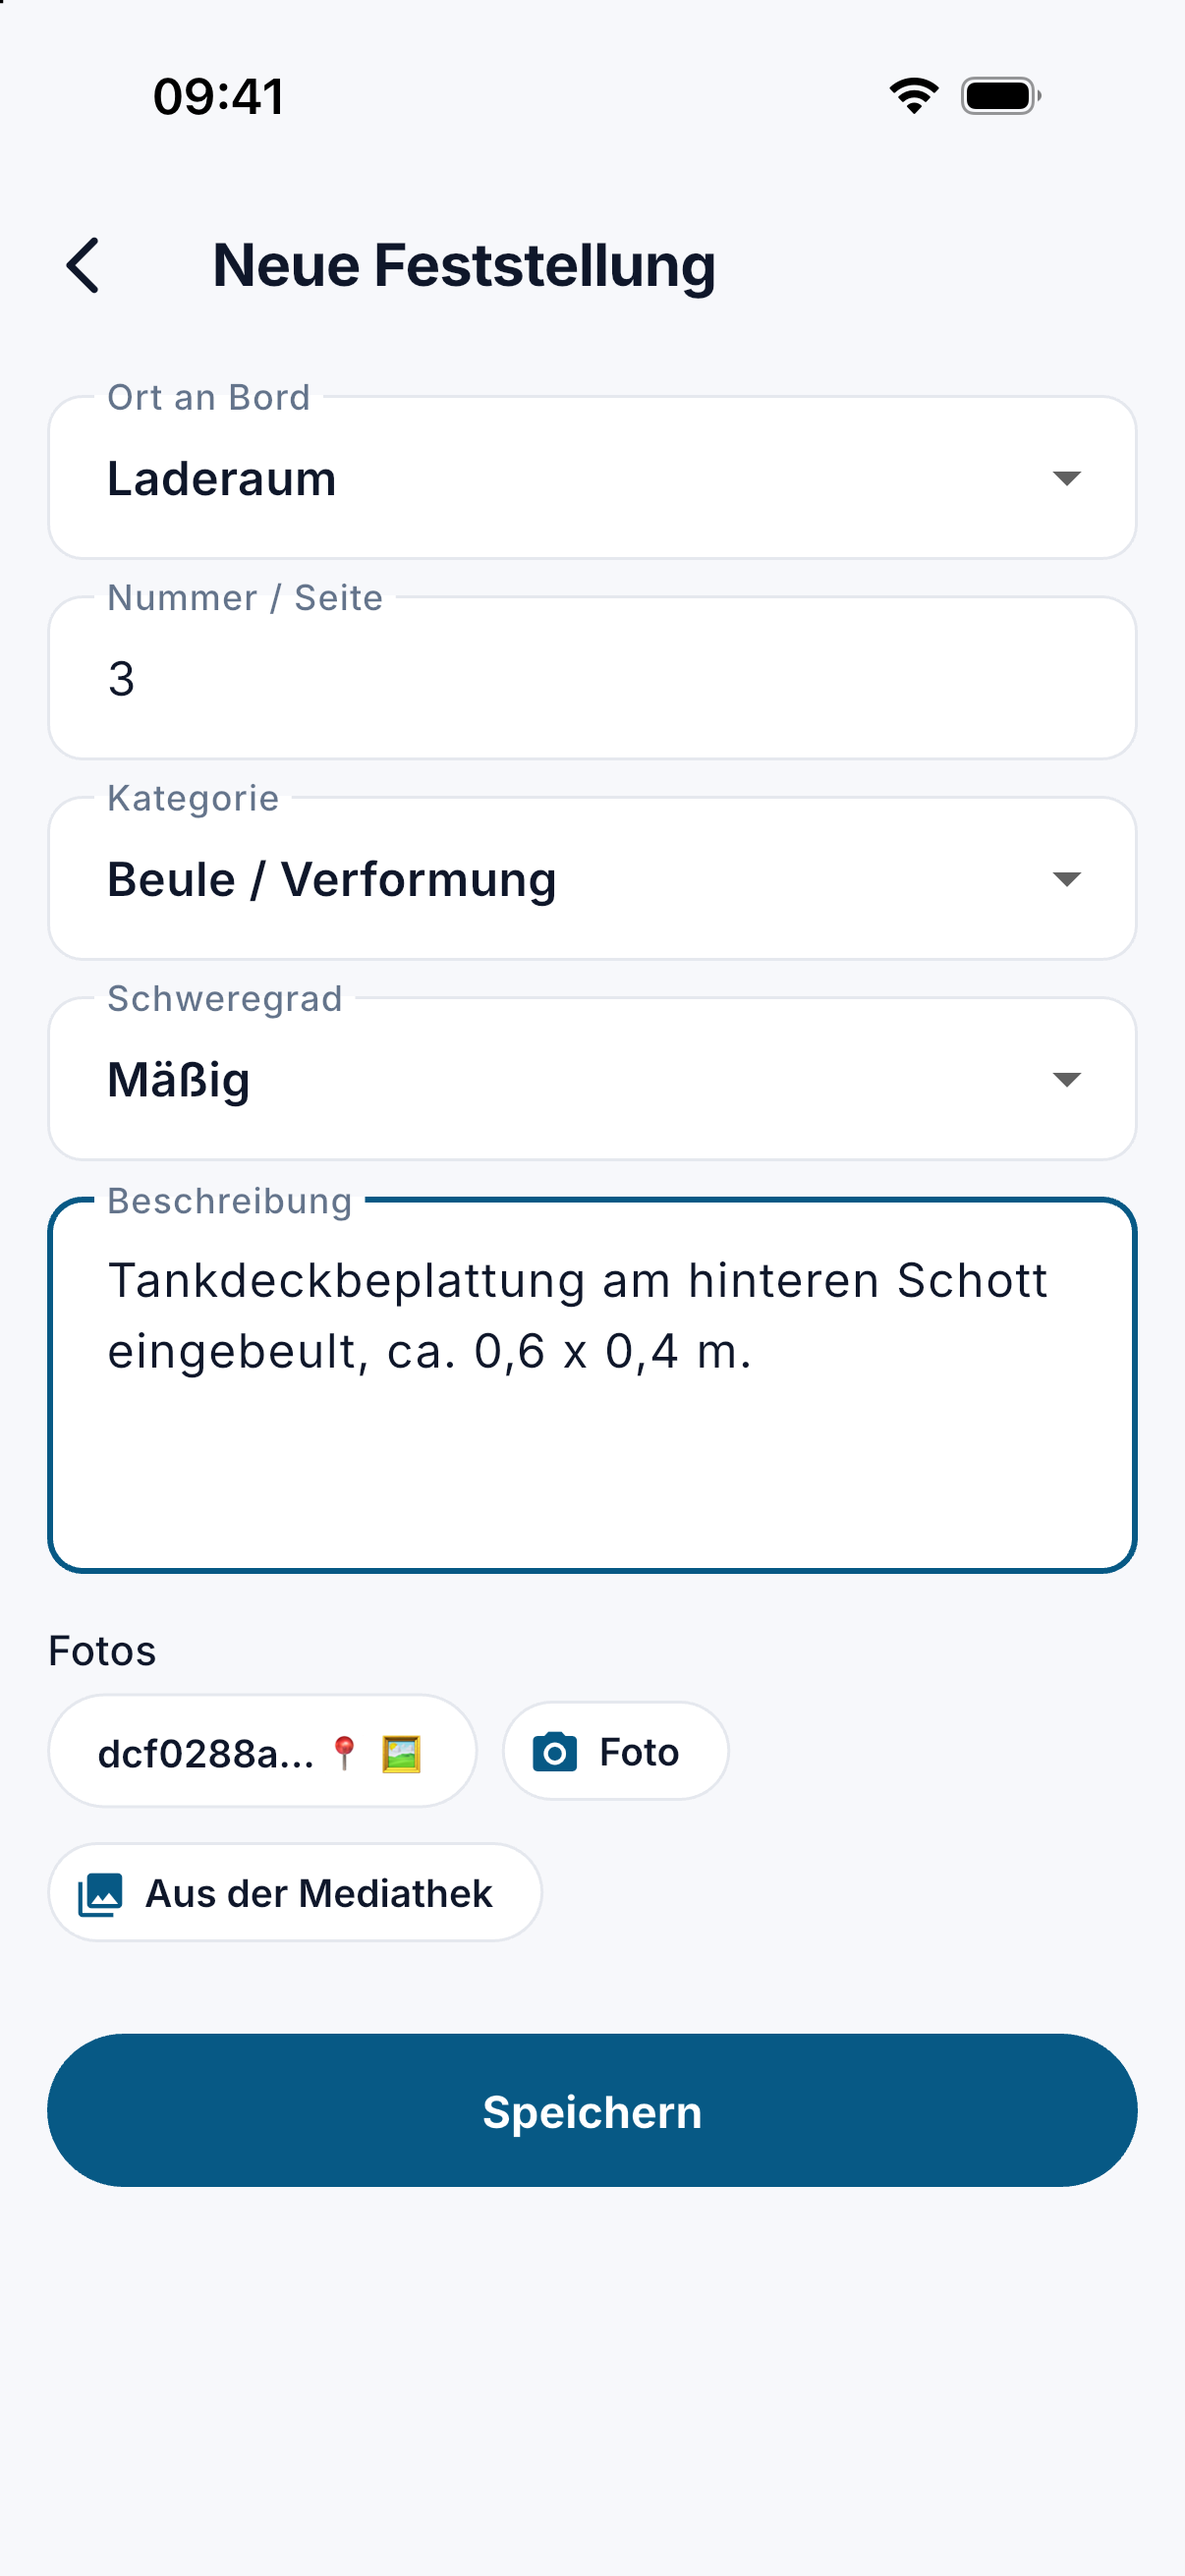 09:41
Neue Feststellung
Ort an Bord
Laderaum
Nummer / Seite
3
Kategorie
Beule / Verformung
Schweregrad
Mäßig
Beschreibung
Tankdeckbeplattung am hinteren Schott
eingebeult, ca. 0,6 x 0,4 m.
Fotos
dcf0288a... 📍 🖼️
Foto
Aus der Mediathek
Speichern